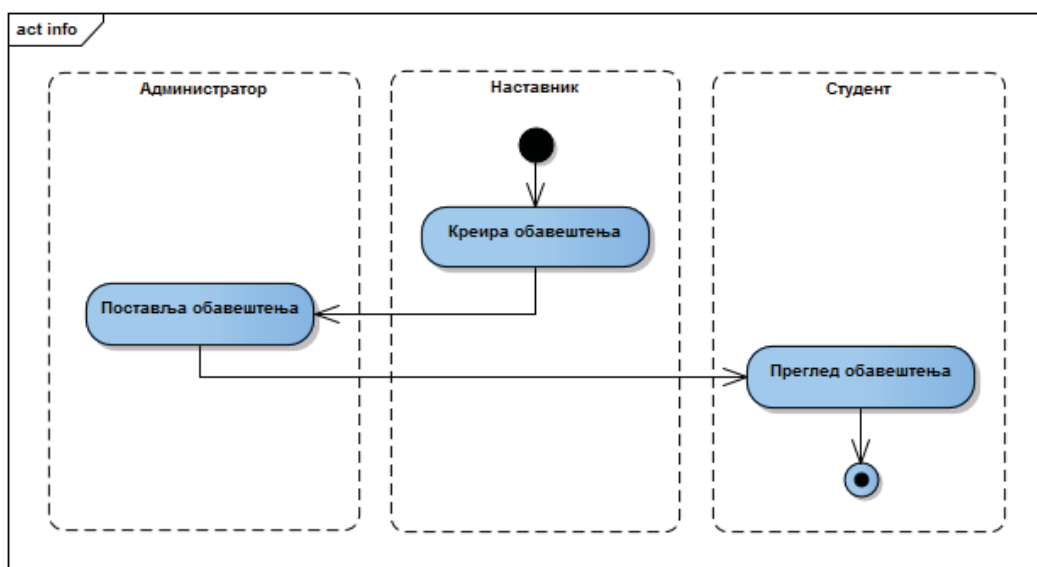 act info
Администратор
Наставник
Студент
Креира обавештења
Поставља обавештења
Преглед обавештења